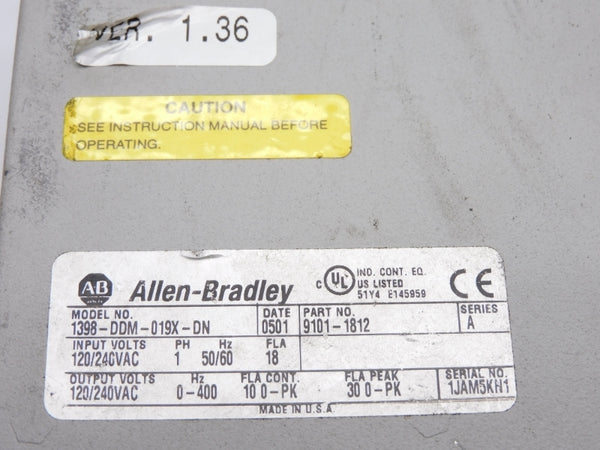 VER. 1.36
CAUTION
SEE INSTRUCTION MANUAL BEFORE
OPERATING.
AB Allen-Bradley
C UL US LISTED IND. CONT. EQ. 51Y4 E145959 CE
MODEL NO. DATE PART NO. SERIES
1398-DDM-019X-DN 0501 9101-1812 A
INPUT VOLTS PH Hz FLA
120/240VAC 1 50/60 18
OUTPUT VOLTS Hz FLA CONT. FLA PEAK SERIAL NO.
120/240VAC 0-400 10 0-PK 30 0-PK 1JAM5KH1
MADE IN U.S.A.